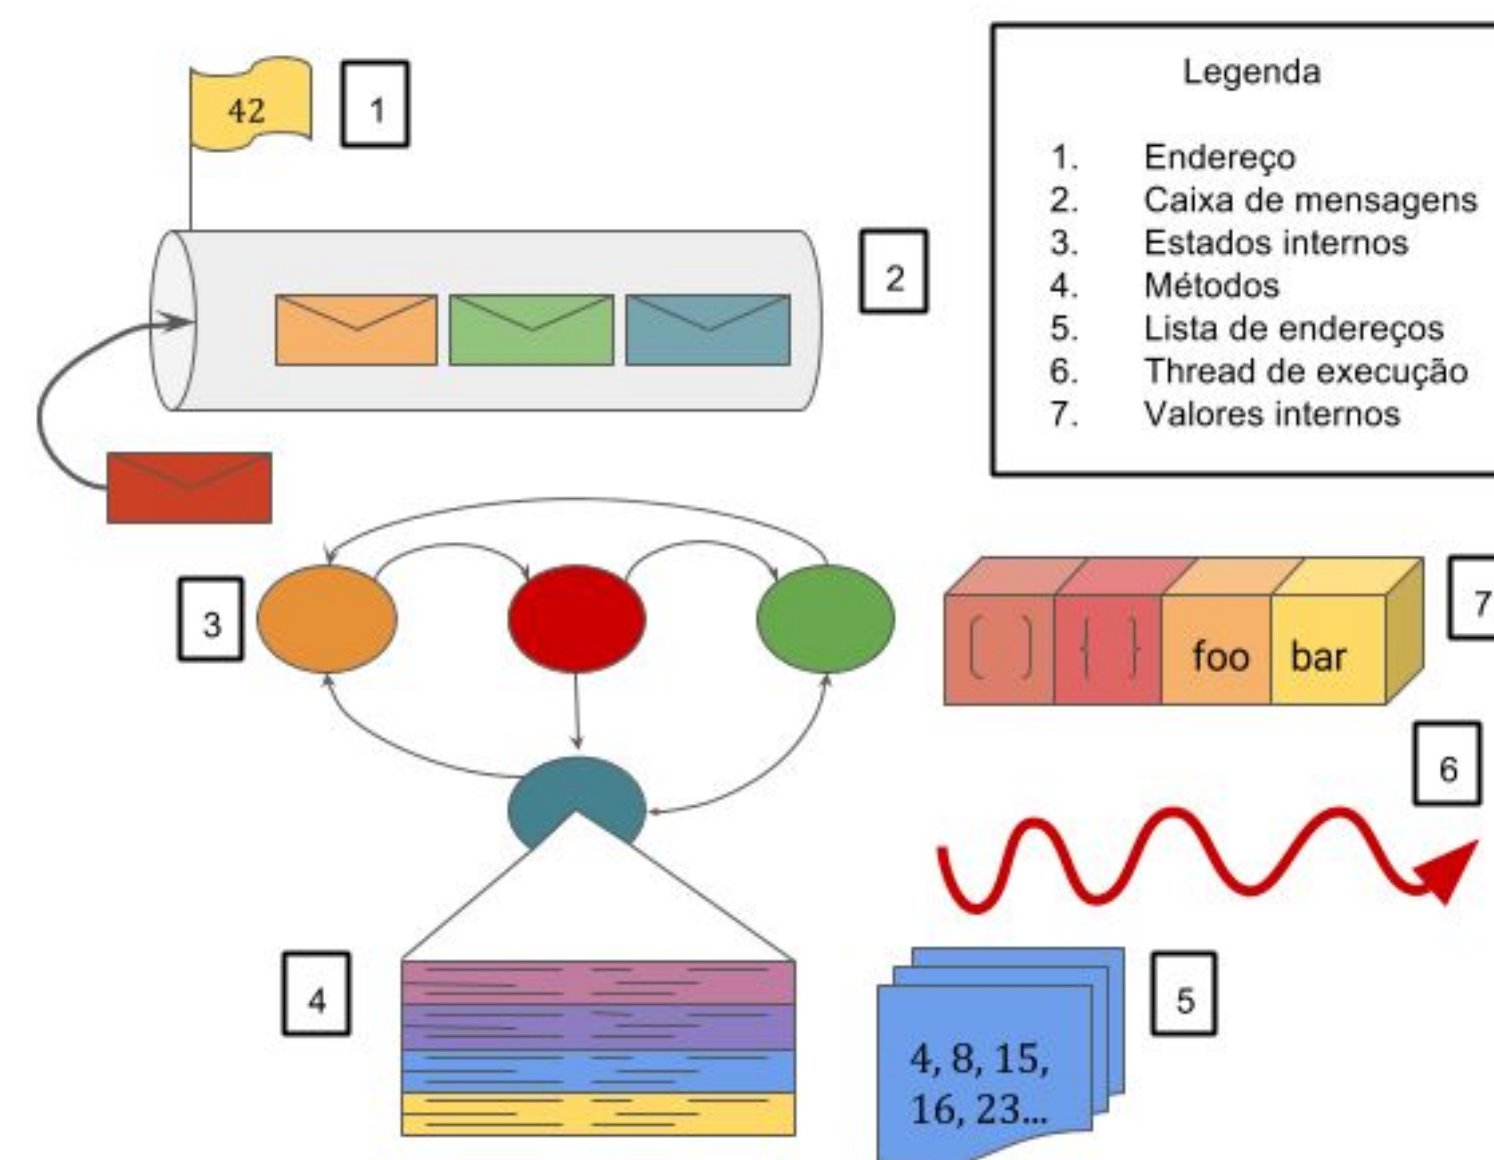 42
1
Legenda
1. Endereço
2. Caixa de mensagens
3. Estados internos
4. Métodos
5. Lista de endereços
6. Thread de execução
7. Valores internos
2
3
( ) { } foo bar
7
6
4
5
4, 8, 15,
16, 23...